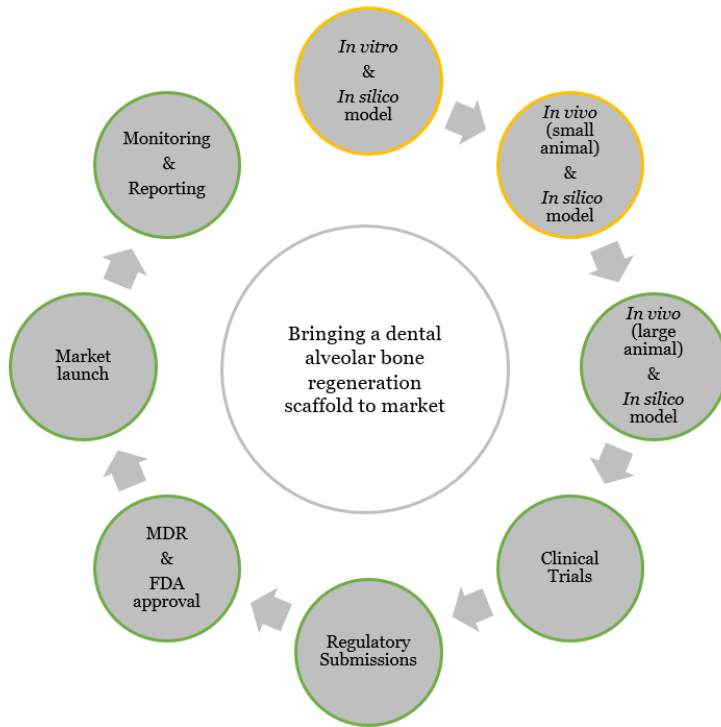 In vitro
&
In silico
model
In vivo
(small
animal)
&
In silico
model
In vivo
(large
animal)
&
In silico
model
Clinical
Trials
Regulatory
Submissions
MDR
&
FDA
approval
Market
launch
Monitoring
&
Reporting
Bringing a dental
alveolar bone
regeneration
scaffold to market